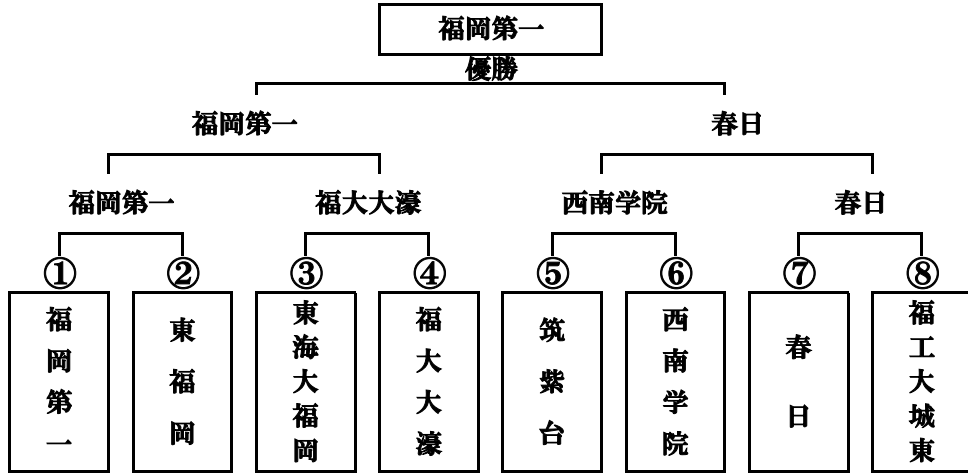 福岡第一
優勝
福岡第一
春日
福岡第一
福大大濠
西南学院
春日
①
②
③
④
⑤
⑥
⑦
⑧
福岡第一
東福岡
東海大福岡
福大大濠
筑紫台
西南学院
春日
福工大城東